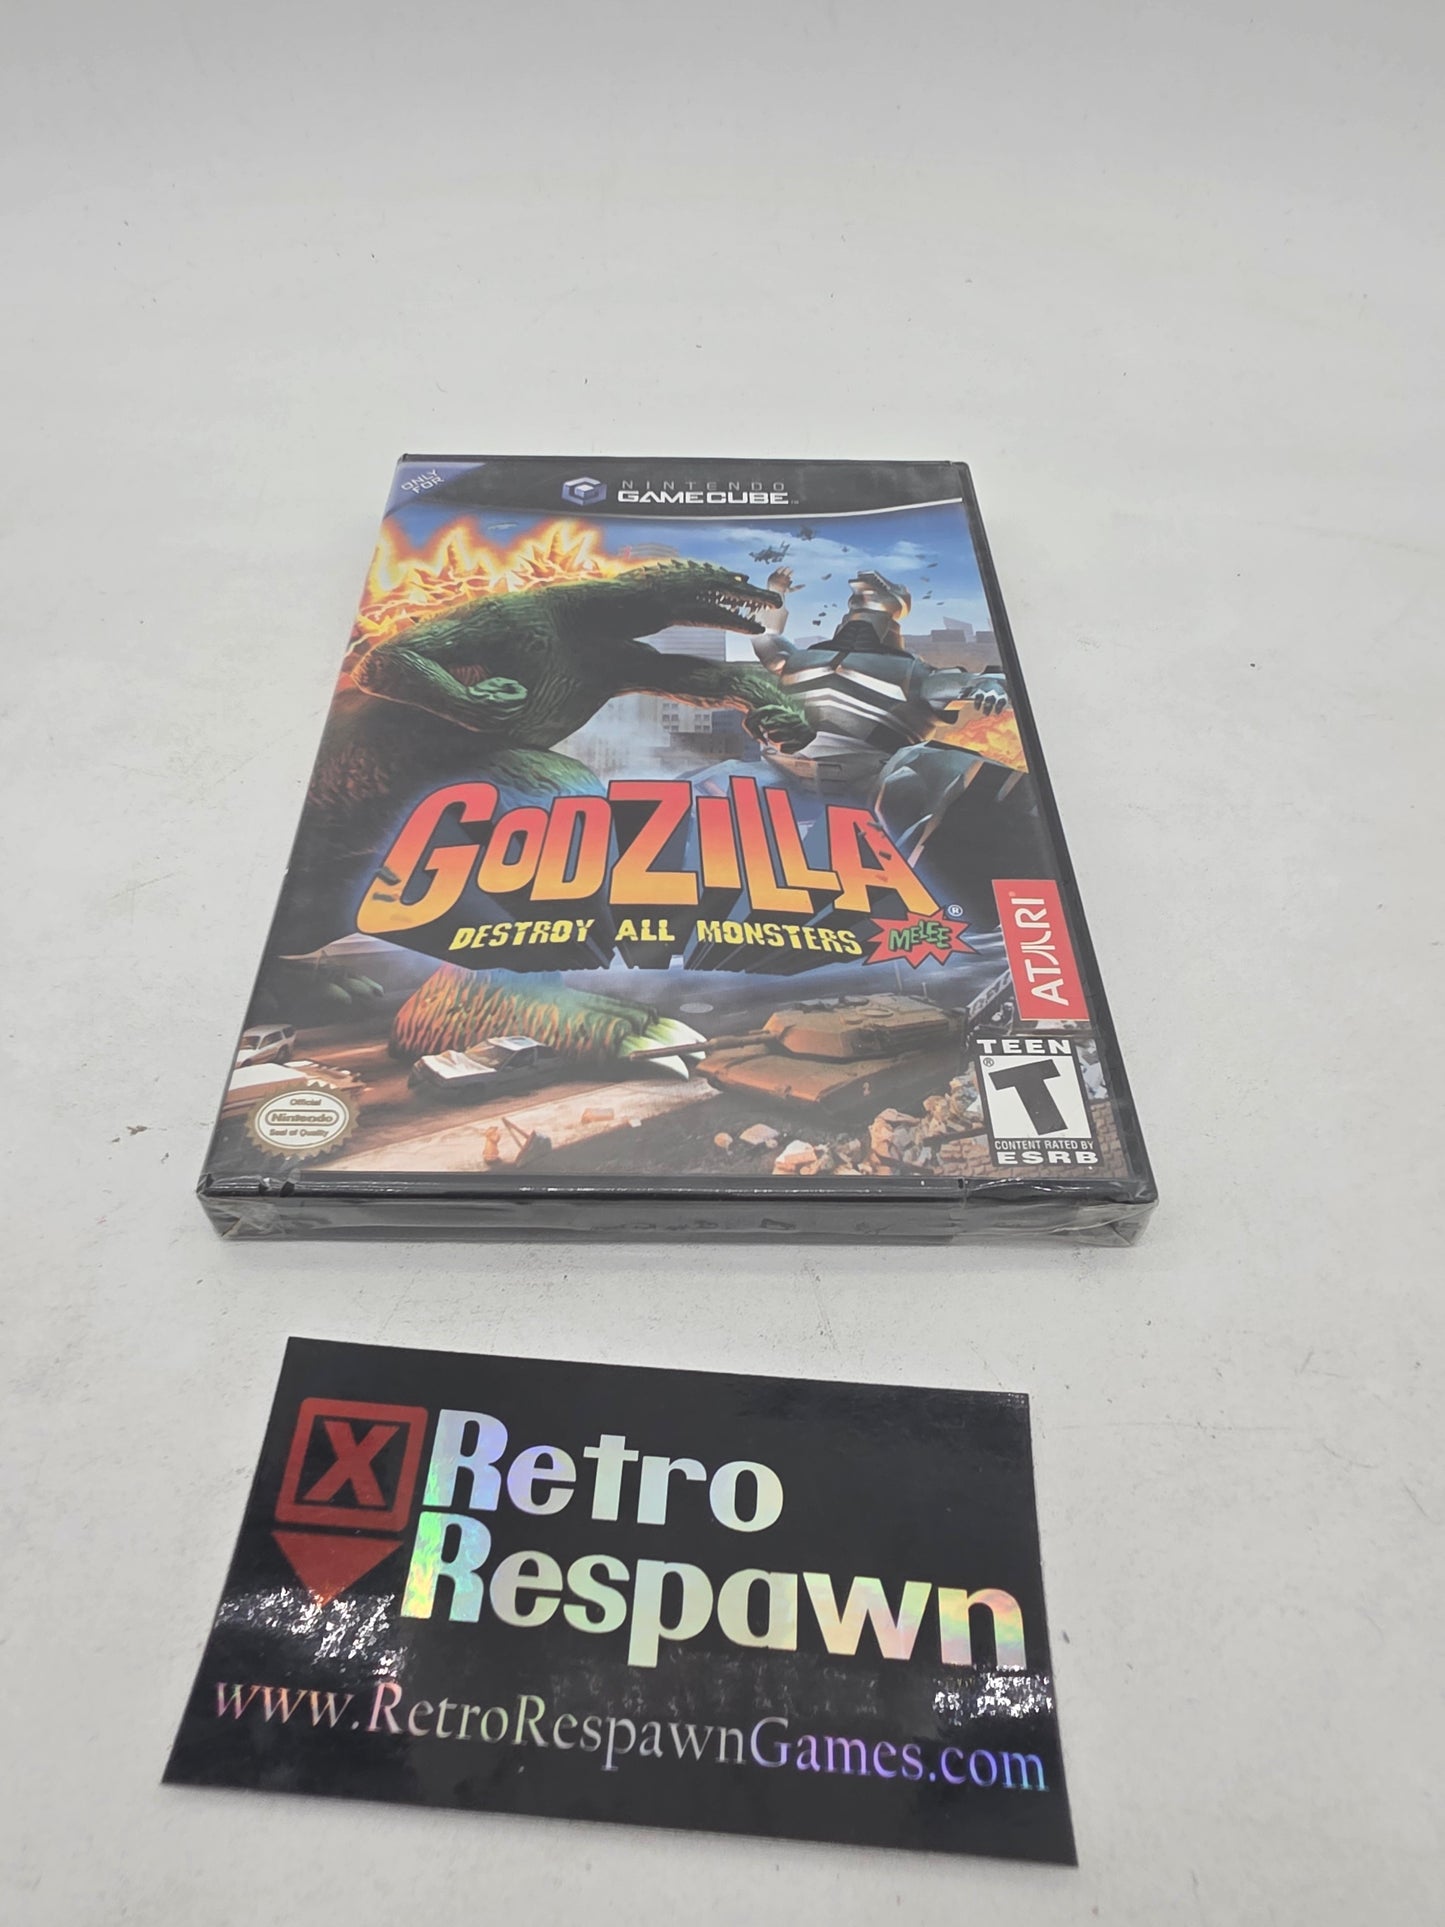 ONLY
FOR
NINTENDO
GAMECUBE™
GODZILLA®
DESTROY ALL MONSTERS MELEE
ATARI®
TEEN
T®
CONTENT RATED BY
ESRB
Official
Nintendo
Seal of Quality
X
Retro
Respawn
www.RetroRespawnGames.com